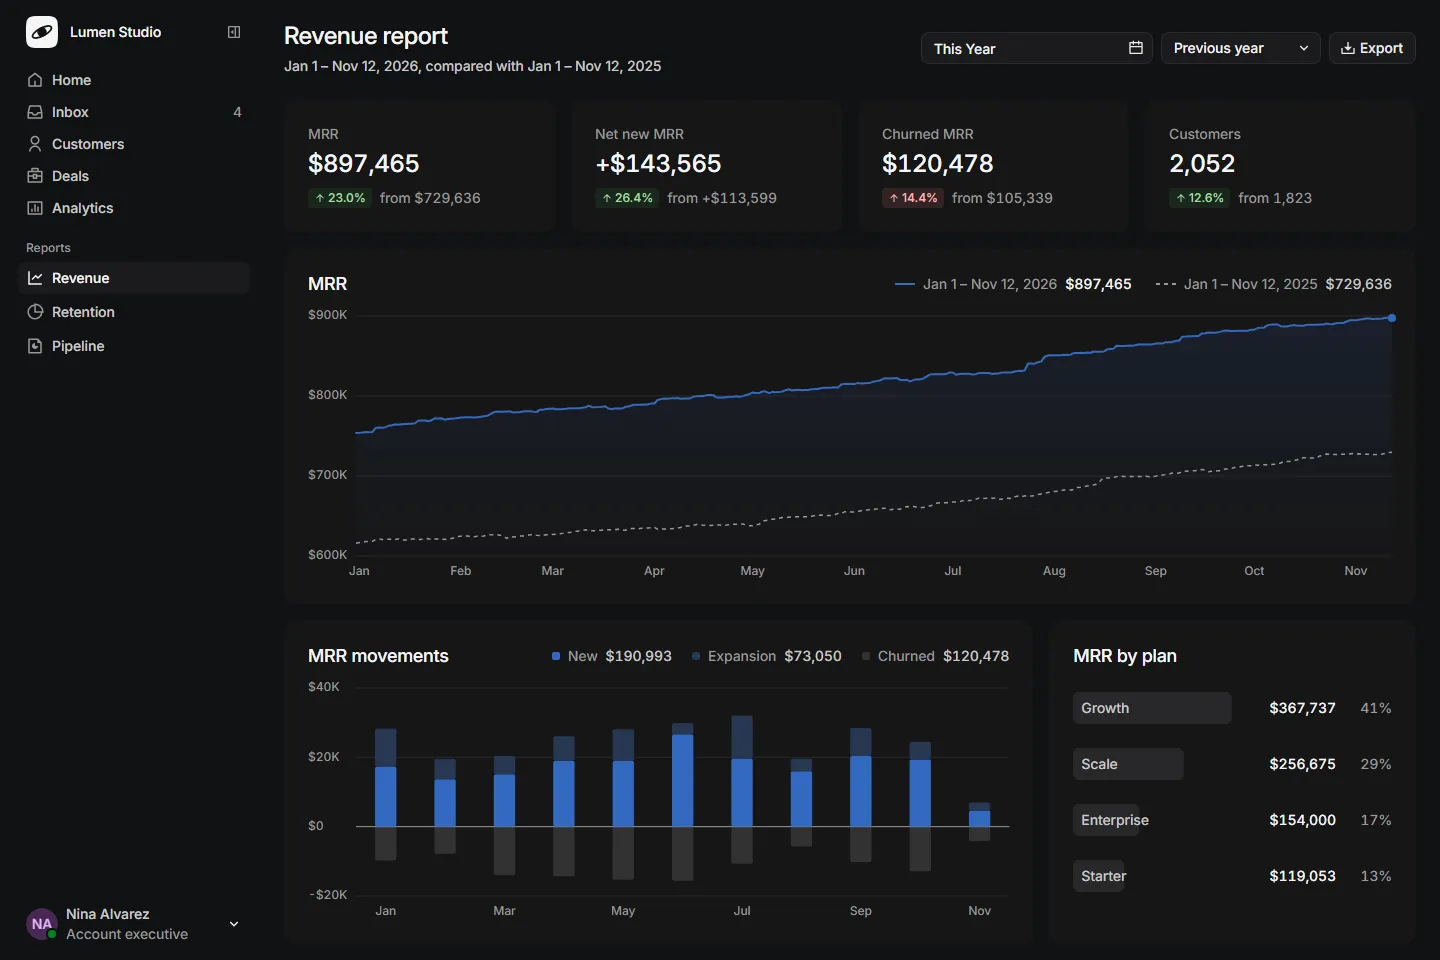 Lumen Studio
Home
Inbox 4
Customers
Deals
Analytics
Reports
Revenue
Retention
Pipeline
NA
Nina Alvarez
Account executive
Revenue report
Jan 1 – Nov 12, 2026, compared with Jan 1 – Nov 12, 2025
This Year
Previous year
Export
MRR
$897,465
↑ 23.0% from $729,636
Net new MRR
+$143,565
↑ 26.4% from +$113,599
Churned MRR
$120,478
↑ 14.4% from $105,339
Customers
2,052
↑ 12.6% from 1,823
MRR
Jan 1 – Nov 12, 2026 $897,465
Jan 1 – Nov 12, 2025 $729,636
$900K
$800K
$700K
$600K
Jan Feb Mar Apr May Jun Jul Aug Sep Oct Nov
MRR movements
New $190,993
Expansion $73,050
Churned $120,478
$40K
$20K
$0
-$20K
Jan Mar May Jul Sep Nov
MRR by plan
Growth $367,737 41%
Scale $256,675 29%
Enterprise $154,000 17%
Starter $119,053 13%